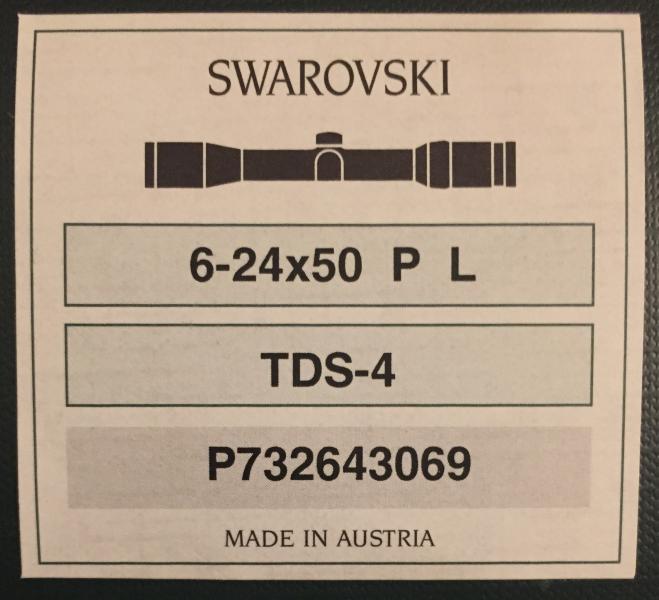 SWAROVSKI
6-24x50 P L
TDS-4
P732643069
MADE IN AUSTRIA